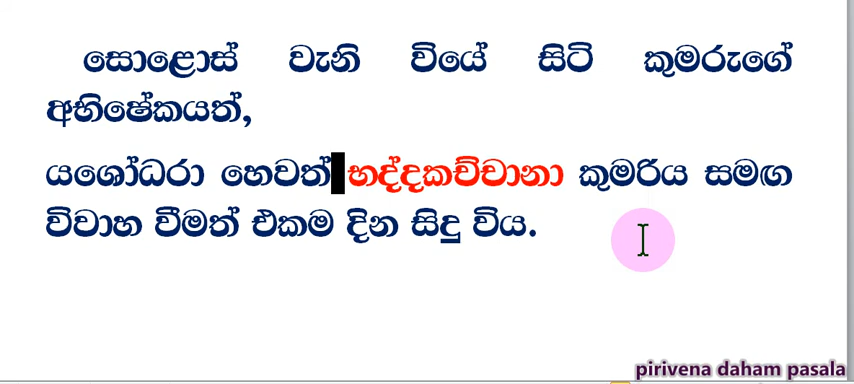 සොළොස් වැනි වියේ සිටි කුමරුගේ
අභිෂේකයත්,
යශෝධරා හෙවත් භද්දකච්චානා කුමරිය සමඟ
විවාහ වීමත් එකම දින සිදු විය.
pirivena daham pasala